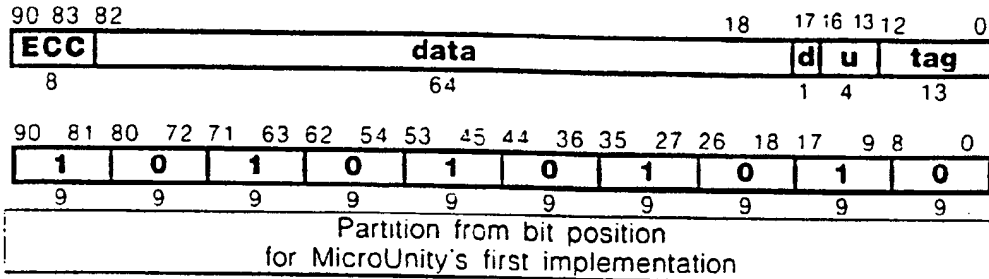 90 83 82 18 17 16 13 12 0
ECC data d u tag
8 64 1 4 13
90 81 80 72 71 63 62 54 53 45 44 36 35 27 26 18 17 9 8 0
1 0 1 0 1 0 1 0 1 0
9 9 9 9 9 9 9 9 9 9
Partition from bit position
for MicroUnity's first implementation